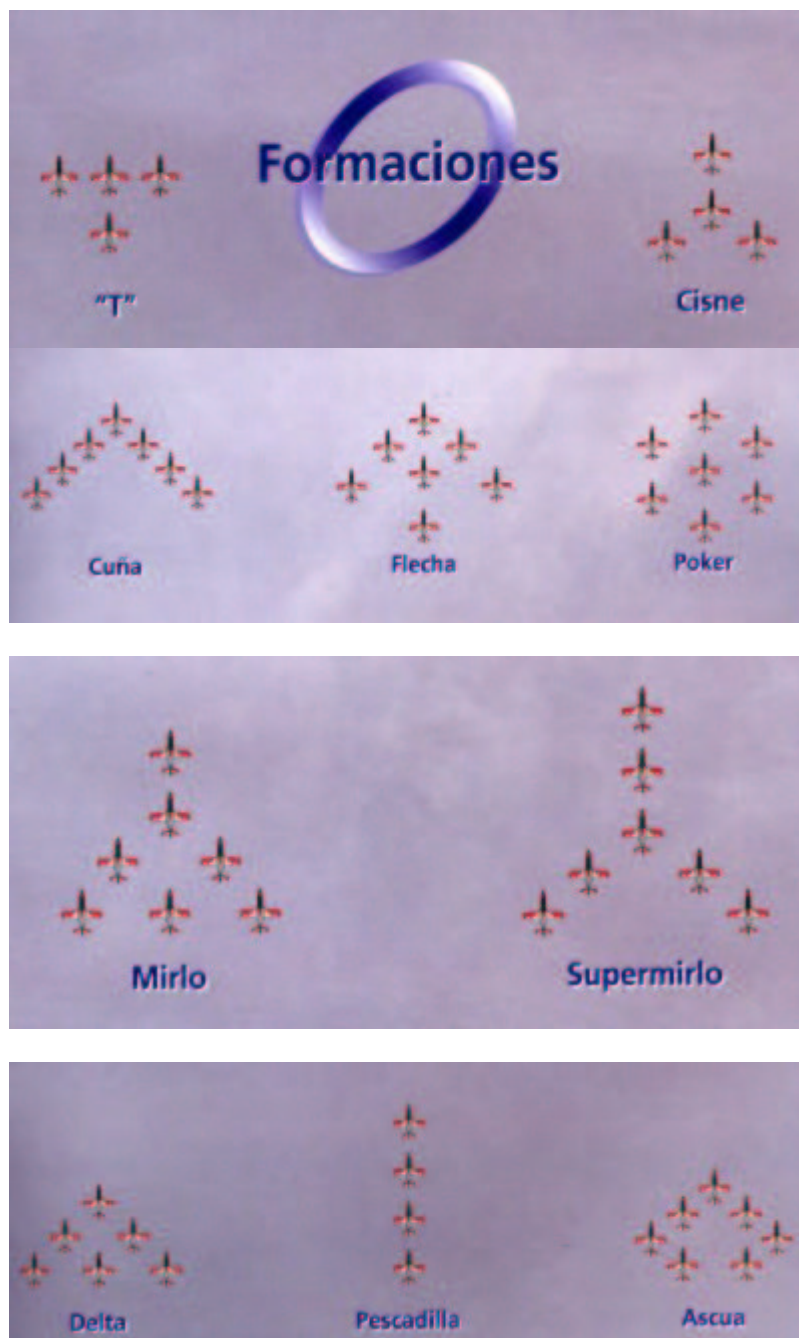 Formaciones
"T"
Cisne
Cuña
Flecha
Poker
Mirlo
Supermirlo
Delta
Pescadilla
Ascua